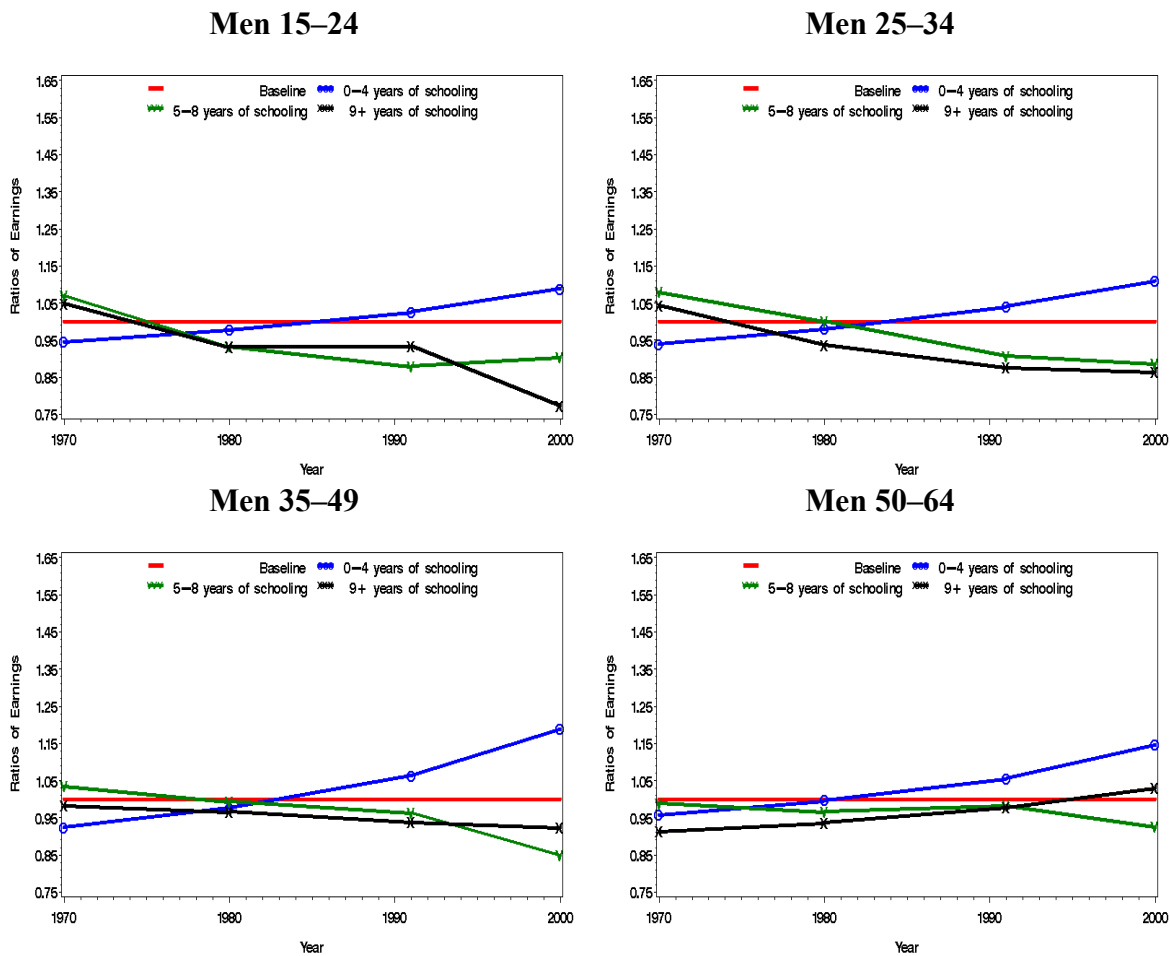 Men 15–24
1.65
1.55
1.45
1.35
1.25
1.15
1.05
0.95
0.85
0.75
Ratios of Earnings
Baseline
0–4 years of schooling
5–8 years of schooling
9+ years of schooling
1970
1980
1990
2000
Year
Men 25–34
1.65
1.55
1.45
1.35
1.25
1.15
1.05
0.95
0.85
0.75
Ratios of Earnings
Baseline
0–4 years of schooling
5–8 years of schooling
9+ years of schooling
1970
1980
1990
2000
Year
Men 35–49
1.65
1.55
1.45
1.35
1.25
1.15
1.05
0.95
0.85
0.75
Ratios of Earnings
Baseline
0–4 years of schooling
5–8 years of schooling
9+ years of schooling
1970
1980
1990
2000
Year
Men 50–64
1.65
1.55
1.45
1.35
1.25
1.15
1.05
0.95
0.85
0.75
Ratios of Earnings
Baseline
0–4 years of schooling
5–8 years of schooling
9+ years of schooling
1970
1980
1990
2000
Year